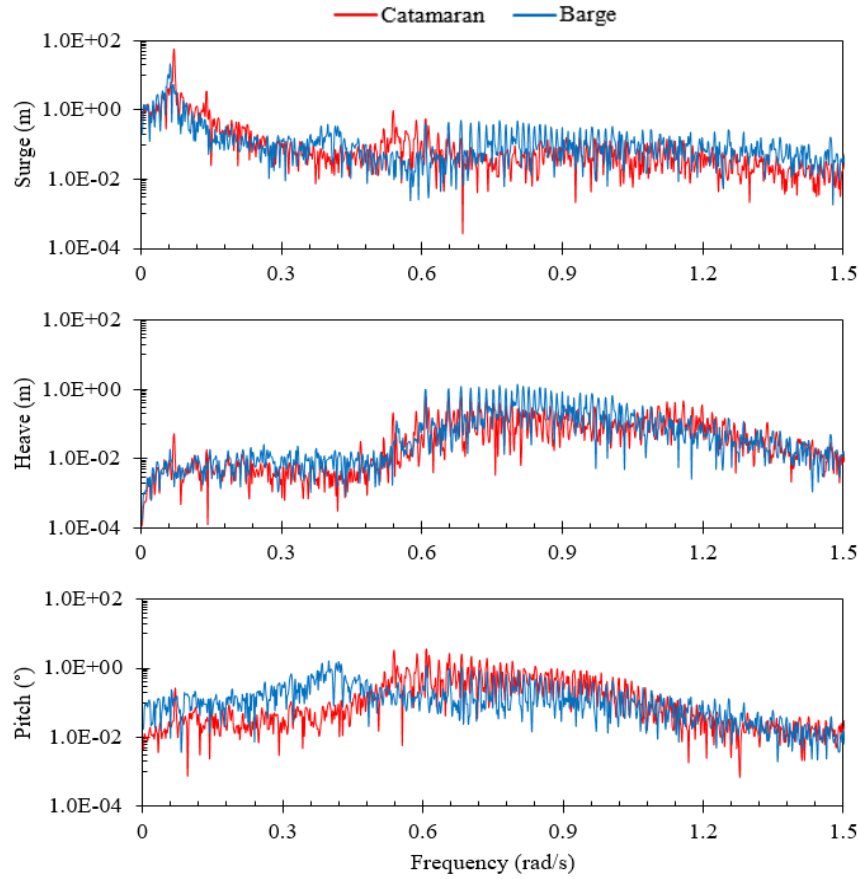 Catamaran Barge
Surge (m)
1.0E+02
1.0E+00
1.0E-02
1.0E-04
0 0.3 0.6 0.9 1.2 1.5
Heave (m)
1.0E+02
1.0E+00
1.0E-02
1.0E-04
0 0.3 0.6 0.9 1.2 1.5
Pitch (°)
1.0E+02
1.0E+00
1.0E-02
1.0E-04
0 0.3 0.6 0.9 1.2 1.5
Frequency (rad/s)